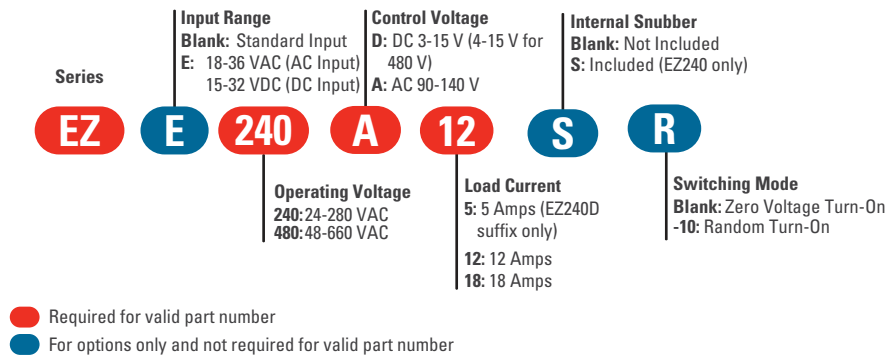 Series
Input Range
Blank: Standard Input
E: 18-36 VAC (AC Input)
15-32 VDC (DC Input)
Control Voltage
D: DC 3-15 V (4-15 V for
480 V)
A: AC 90-140 V
Internal Snubber
Blank: Not Included
S: Included (EZ240 only)
EZ E 240 A 12 S R
Operating Voltage
240: 24-280 VAC
480: 48-660 VAC
Load Current
5: 5 Amps (EZ240D
suffix only)
12: 12 Amps
18: 18 Amps
Switching Mode
Blank: Zero Voltage Turn-On
-10: Random Turn-On
Required for valid part number
For options only and not required for valid part number